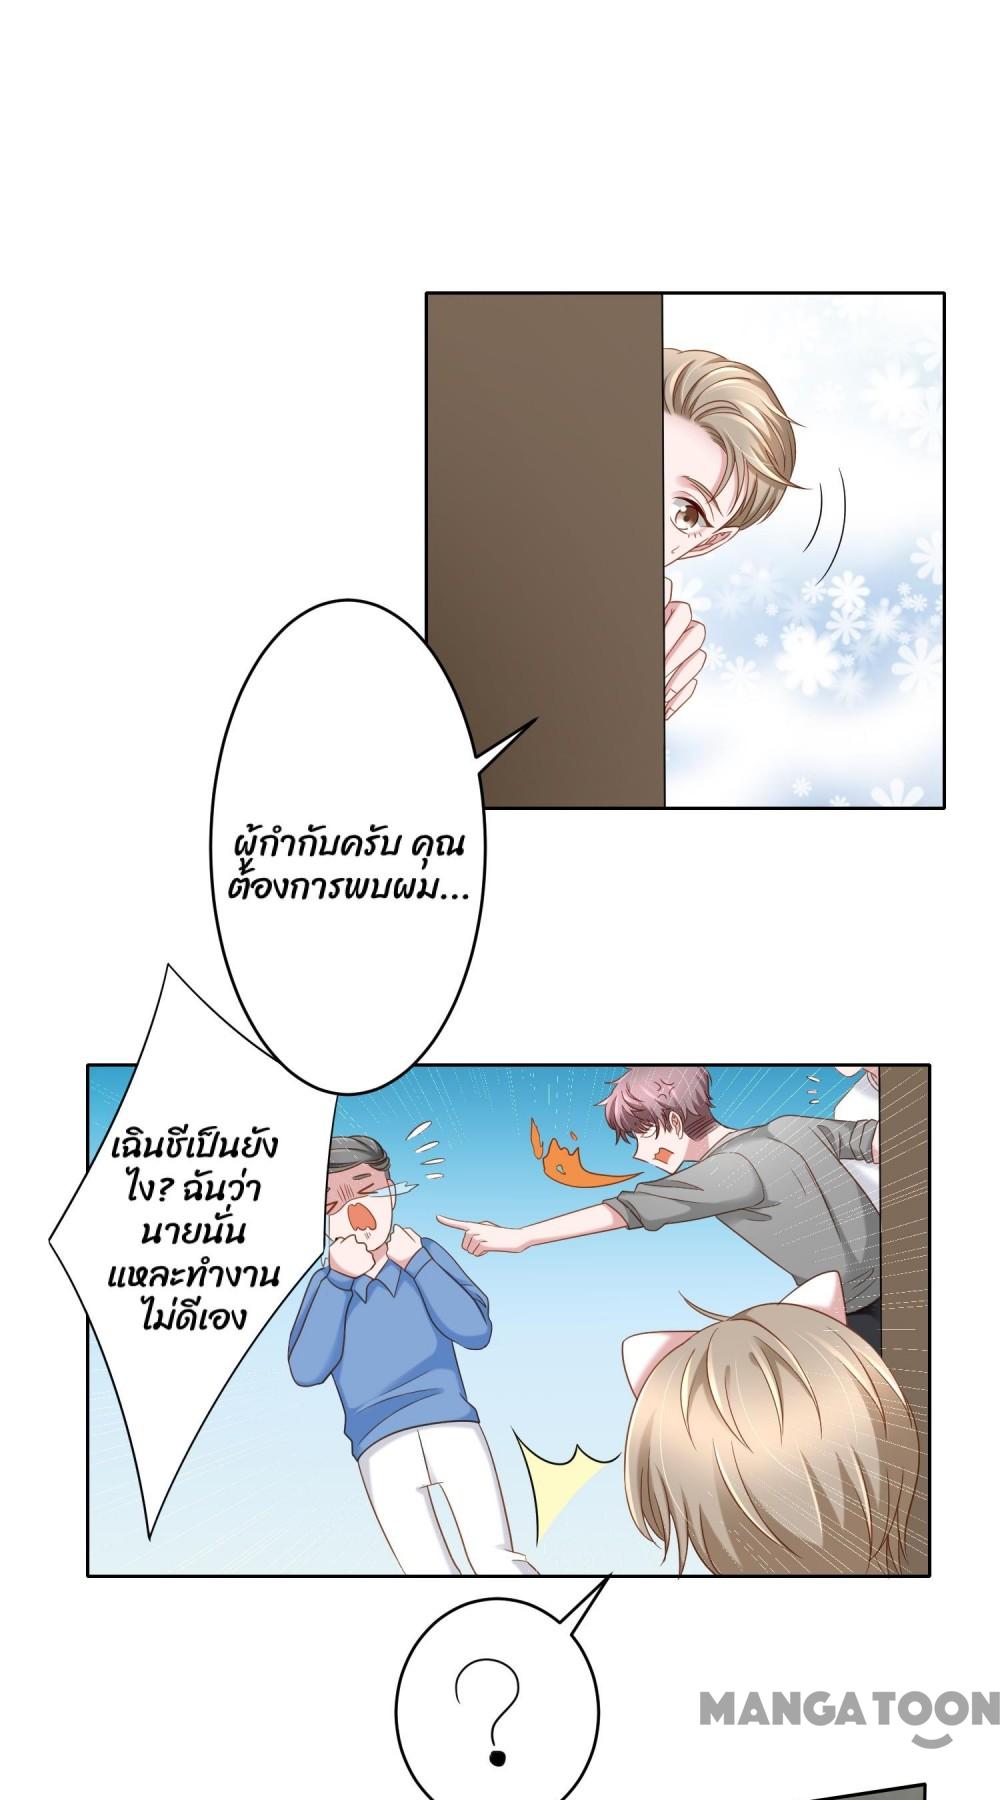 ผู้กำกับครับ คุณ
ต้องการพบผม...
เฉินชีเป็นยัง
ไง? ฉันว่า
นายนั่น
แหละทำงาน
ไม่ดีเอง
?
MANGATOON